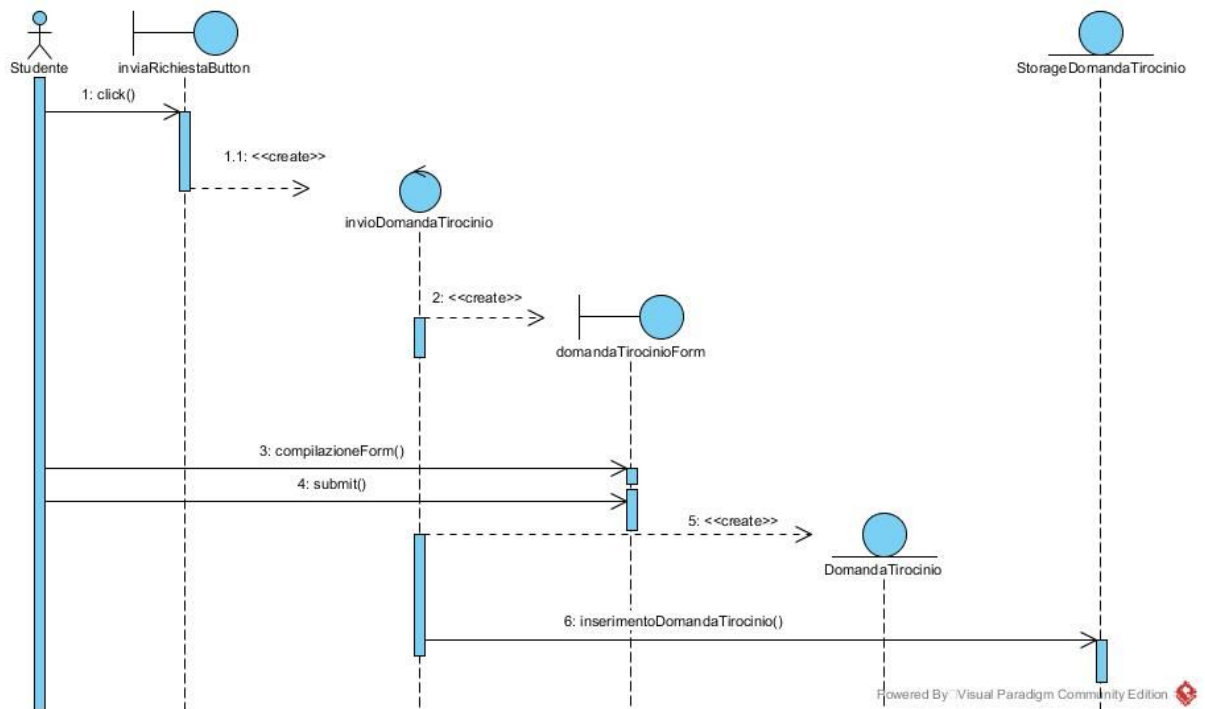 Studente
inviaRichiestaButton
StorageDomandaTirocinio
1: click()
1.1: <<create>>
invioDomandaTirocinio
2: <<create>>
domandaTirocinioForm
3: compilazioneForm()
4: submit()
5: <<create>>
DomandaTirocinio
6: inserimentoDomandaTirocinio()
Powered By Visual Paradigm Community Edition